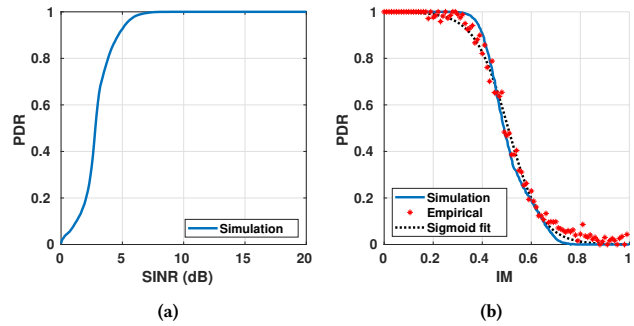 1
0.8
0.6
0.4
0.2
0
PDR
0
5
10
15
20
SINR (dB)
Simulation
(a)
1
0.8
0.6
0.4
0.2
0
PDR
0
0.2
0.4
0.6
0.8
1
IM
Simulation
Empirical
Sigmoid fit
(b)